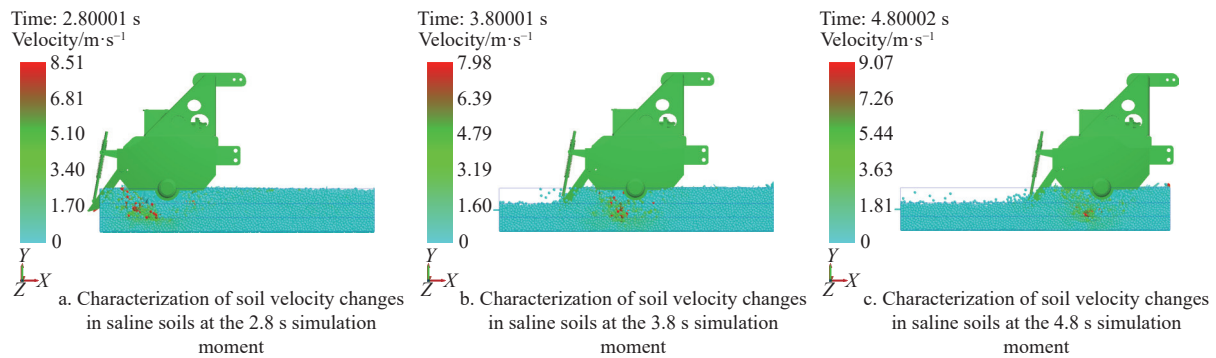 Time: 2.80001 s
Velocity/m·s⁻¹
8.51
6.81
5.10
3.40
1.70
0
Y
Z X
a. Characterization of soil velocity changes
in saline soils at the 2.8 s simulation
moment
Time: 3.80001 s
Velocity/m·s⁻¹
7.98
6.39
4.79
3.19
1.60
0
Y
Z X
b. Characterization of soil velocity changes
in saline soils at the 3.8 s simulation
moment
Time: 4.80002 s
Velocity/m·s⁻¹
9.07
7.26
5.44
3.63
1.81
0
Y
Z X
c. Characterization of soil velocity changes
in saline soils at the 4.8 s simulation
moment